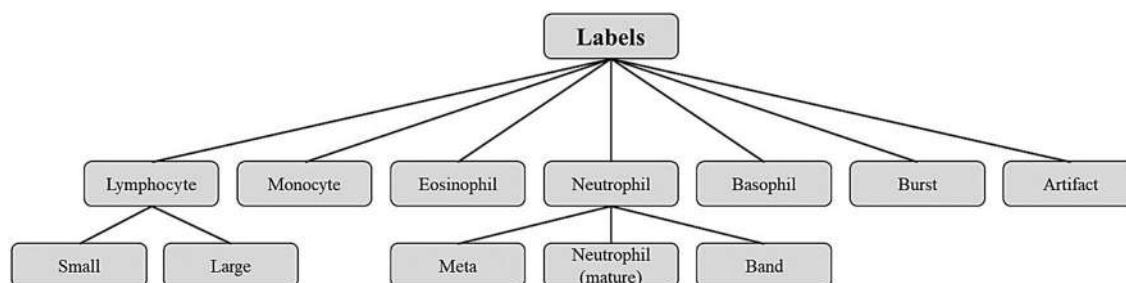 Labels
Lymphocyte
Monocyte
Eosinophil
Neutrophil
Basophil
Burst
Artifact
Small
Large
Meta
Neutrophil
(mature)
Band